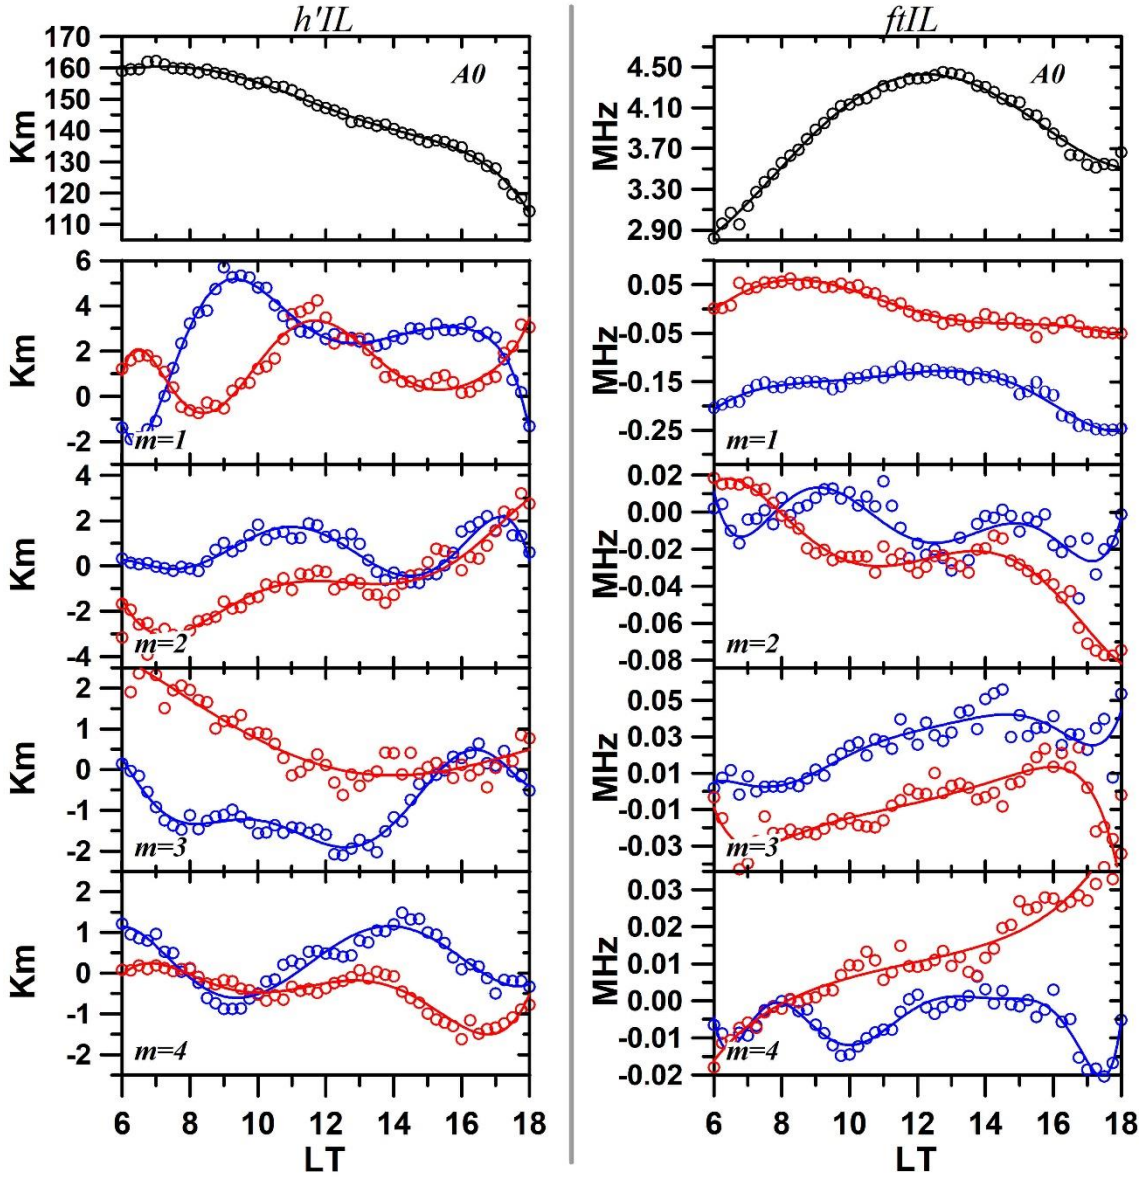 h'IL
ftIL
170
160
150
140
130
120
110
Km
A0
4.50
4.10
3.70
3.30
2.90
MHz
A0
6
4
2
0
-2
Km
m=1
0.05
-0.05
-0.15
-0.25
MHz
m=1
4
2
0
-2
-4
Km
m=2
0.02
0.00
-0.02
-0.04
-0.06
-0.08
MHz
m=2
2
1
0
-1
-2
Km
m=3
0.05
0.03
0.01
-0.01
-0.03
MHz
m=3
2
1
0
-1
-2
Km
m=4
0.03
0.02
0.01
0.00
-0.01
-0.02
MHz
m=4
6 8 10 12 14 16 18
LT
6 8 10 12 14 16 18
LT